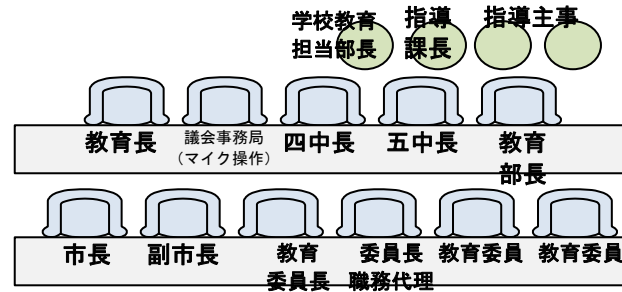 学校教育
担当部長
指導
課長
指導主事
教育長
議会事務局
（マイク操作）
四中長
五中長
教育
部長
市長
副市長
教育
委員長
委員長
職務代理
教育委員
教育委員